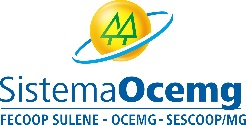 SistemaOcemg
FECOOP SULENE - OCEMG - SESCOOP/MG